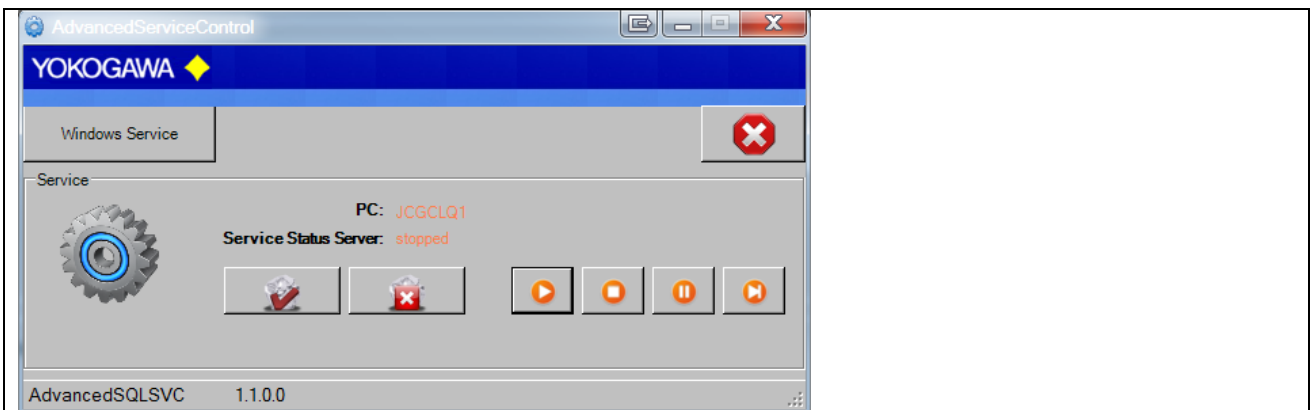 AdvancedServiceControl
YOKOGAWA
Windows Service
Service
PC: JCGCLQ1
Service Status Server: stopped
AdvancedSQLSVC 1.1.0.0